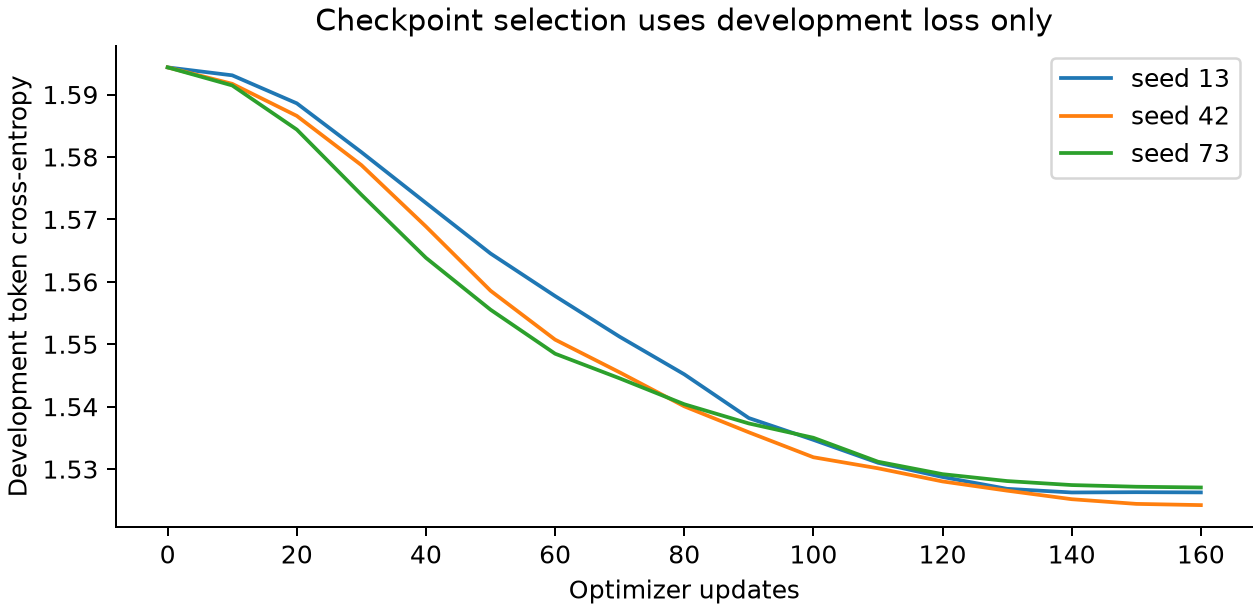 Checkpoint selection uses development loss only
seed 13
seed 42
seed 73
Development token cross-entropy
1.59
1.58
1.57
1.56
1.55
1.54
1.53
0 20 40 60 80 100 120 140 160
Optimizer updates